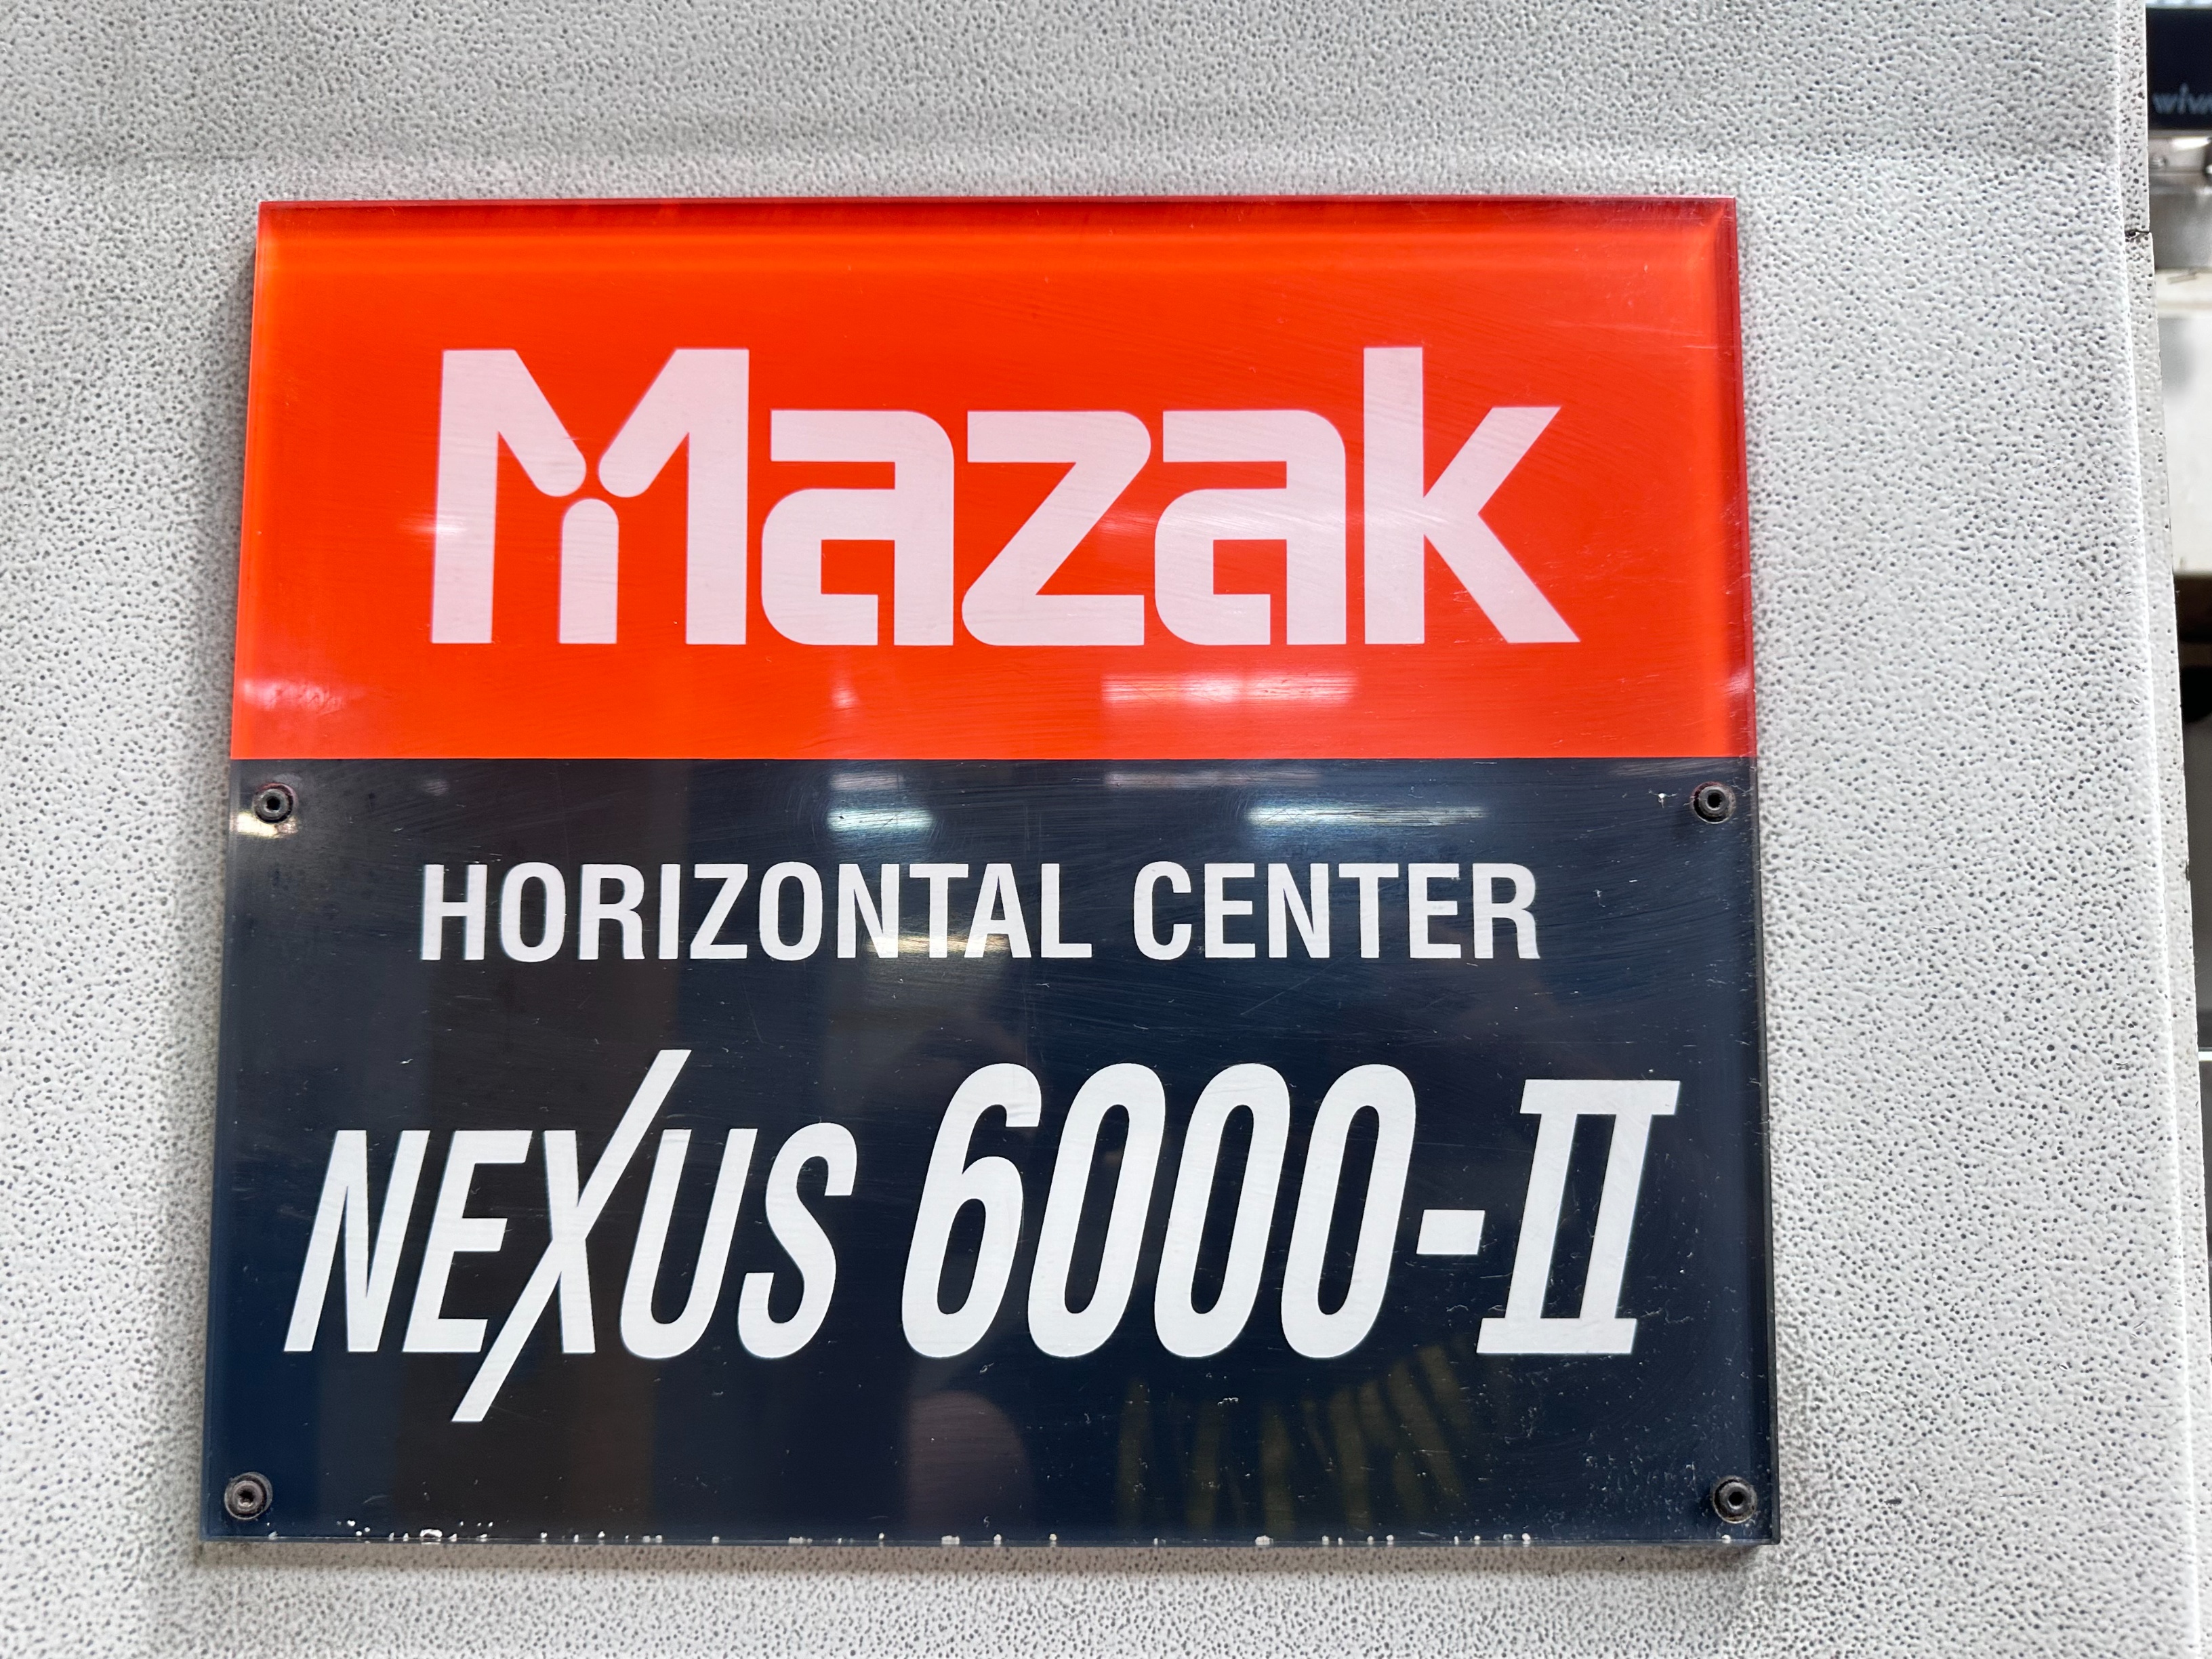 Mazak
HORIZONTAL CENTER
NEXUS 6000-II